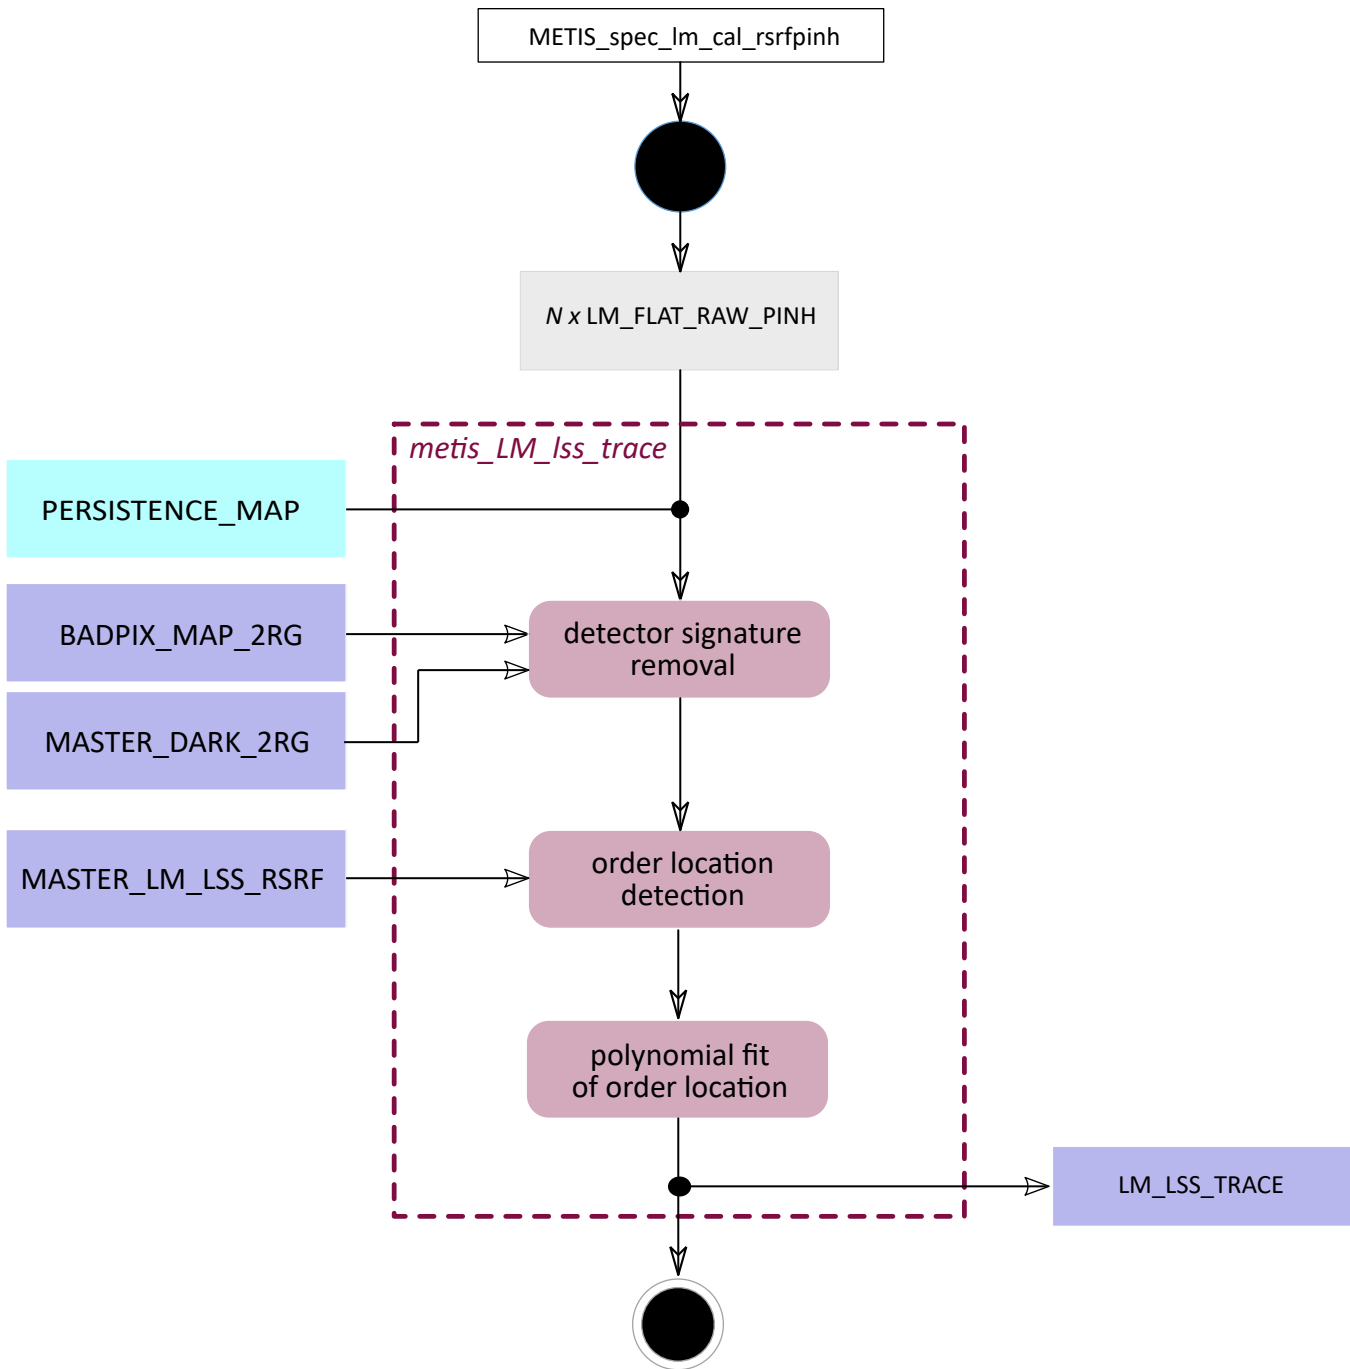 METIS_spec_lm_cal_rsrfpinh
N x LM_FLAT_RAW_PINH
metis_LM_lss_trace
PERSISTENCE_MAP
BADPIX_MAP_2RG
detector signature
removal
MASTER_DARK_2RG
MASTER_LM_LSS_RSRF
order location
detection
polynomial fit
of order location
LM_LSS_TRACE